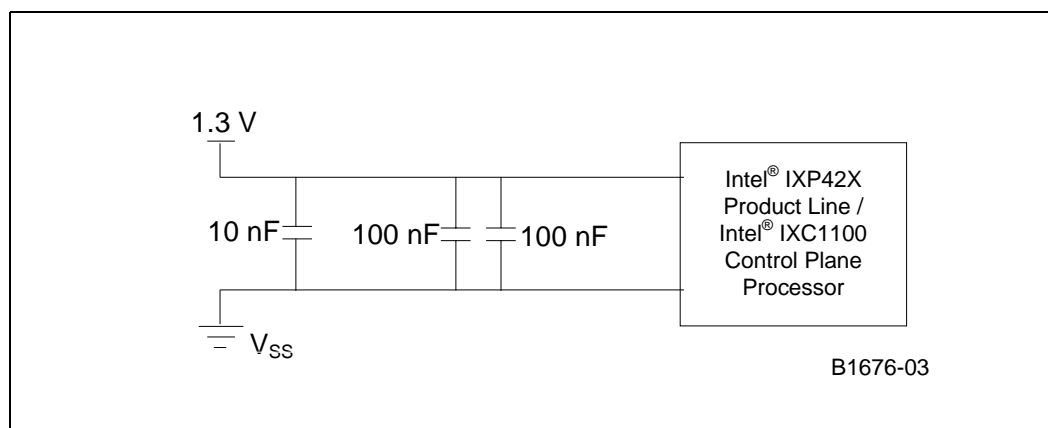 1.3 V
10 nF
100 nF
100 nF
V_SS
Intel® IXP42X
Product Line /
Intel® IXC1100
Control Plane
Processor
B1676-03